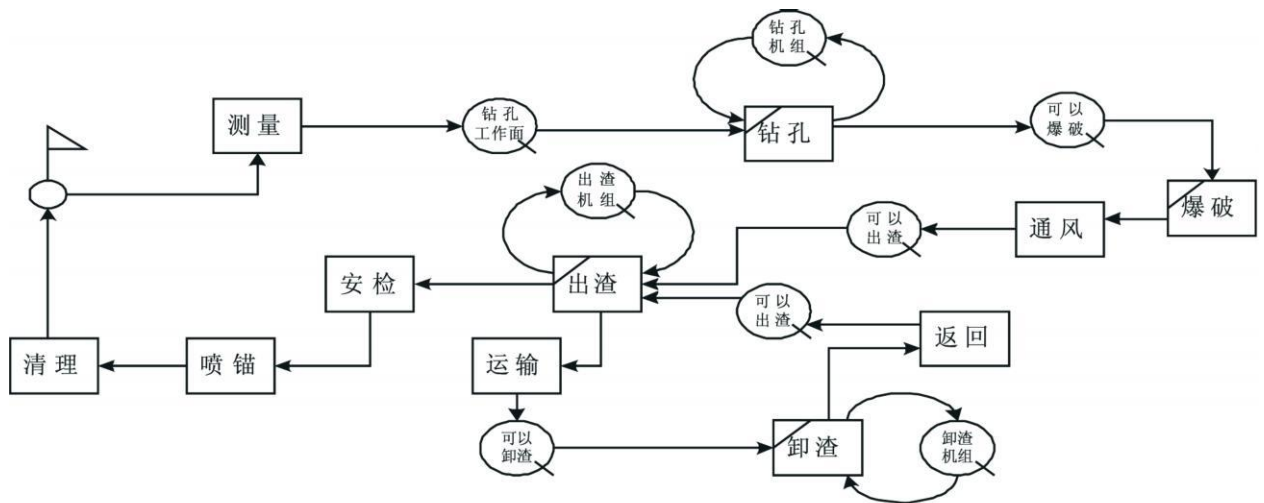 钻孔
机组
测量
钻孔
工作面
钻孔
可以
爆破
出渣
机组
可以
出渣
通风
爆破
安检
出渣
可以
出渣
返回
清理
喷锚
运输
可以
卸渣
卸渣
卸渣
机组